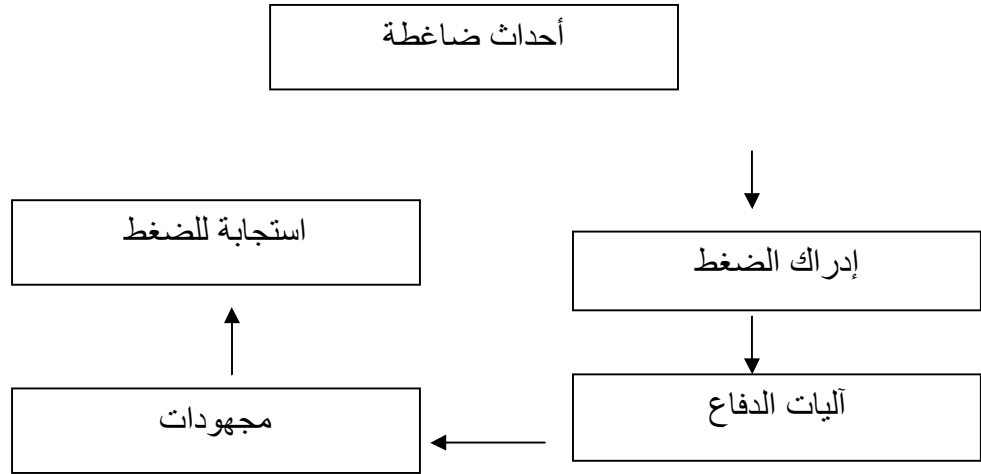 أحداث ضاغطة
إدراك الضغط
آليات الدفاع
مجهودات
استجابة للضغط